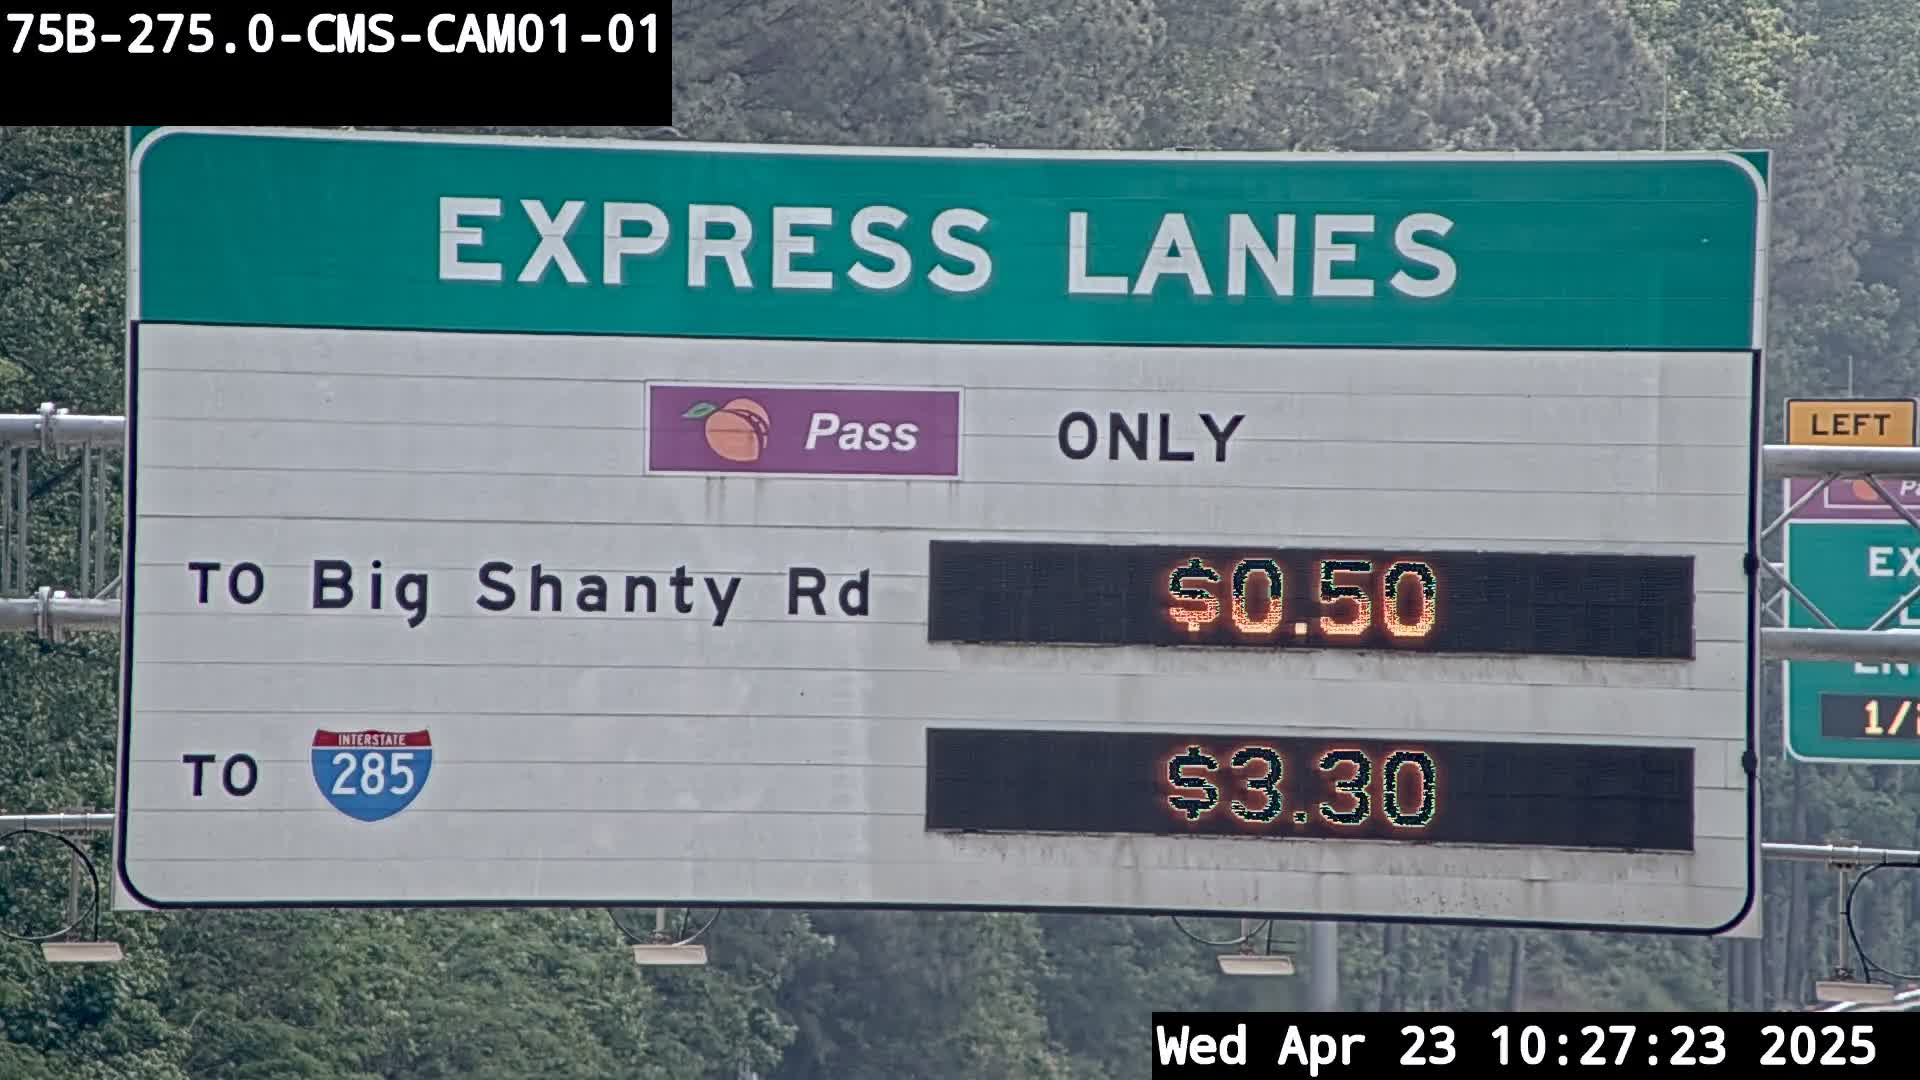 75B-275.0-CMS-CAM01-01
EXPRESS LANES
Pass ONLY
TO Big Shanty Rd $0.50
TO INTERSTATE 285 $3.30
LEFT
Wed Apr 23 10:27:23 2025